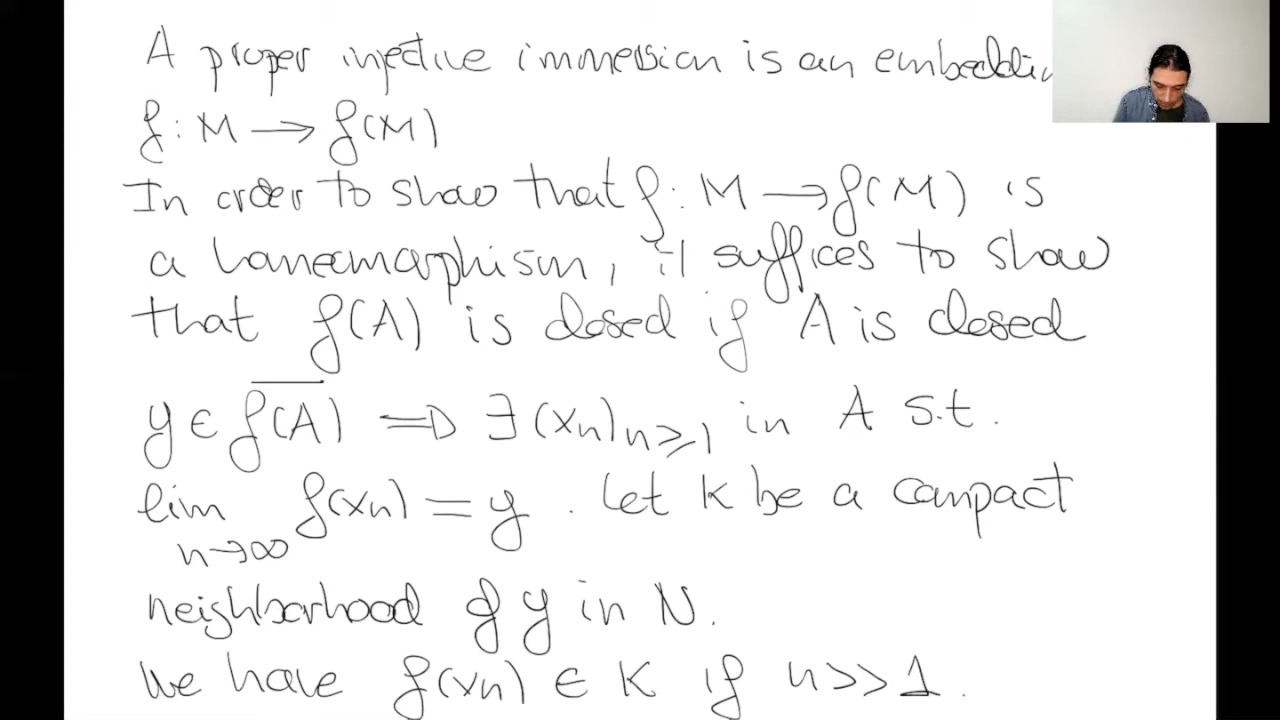 A proper injective immersion is an embeddin
f : M → f(M)
In order to show that f : M → f(M) is
a homeomorphism, it suffices to show
that f(A) is closed if A is closed
y ∈ \overline{f(A)} ⇒ ∃ (xn)n≥1 in A s.t.
lim f(xn) = y . Let K be a compact
n→∞
neighborhood of y in N.
We have f(xn) ∈ K if n >> 1.